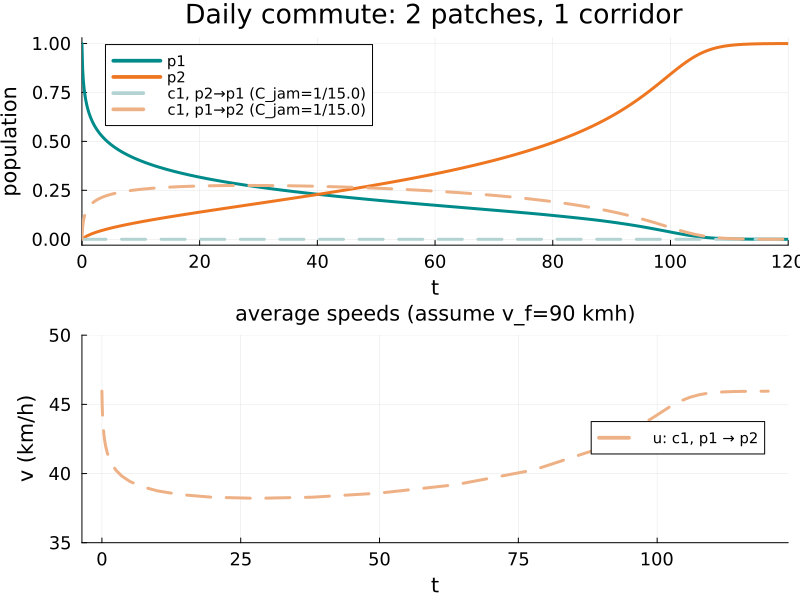 Daily commute: 2 patches, 1 corridor
1.00
0.75
0.50
0.25
0.00
population
p1
p2
c1, p2→p1 (C_jam=1/15.0)
c1, p1→p2 (C_jam=1/15.0)
0 20 40 60 80 100 120
t
average speeds (assume v_f=90 kmh)
50
45
40
35
v (km/h)
u: c1, p1 → p2
0 25 50 75 100
t